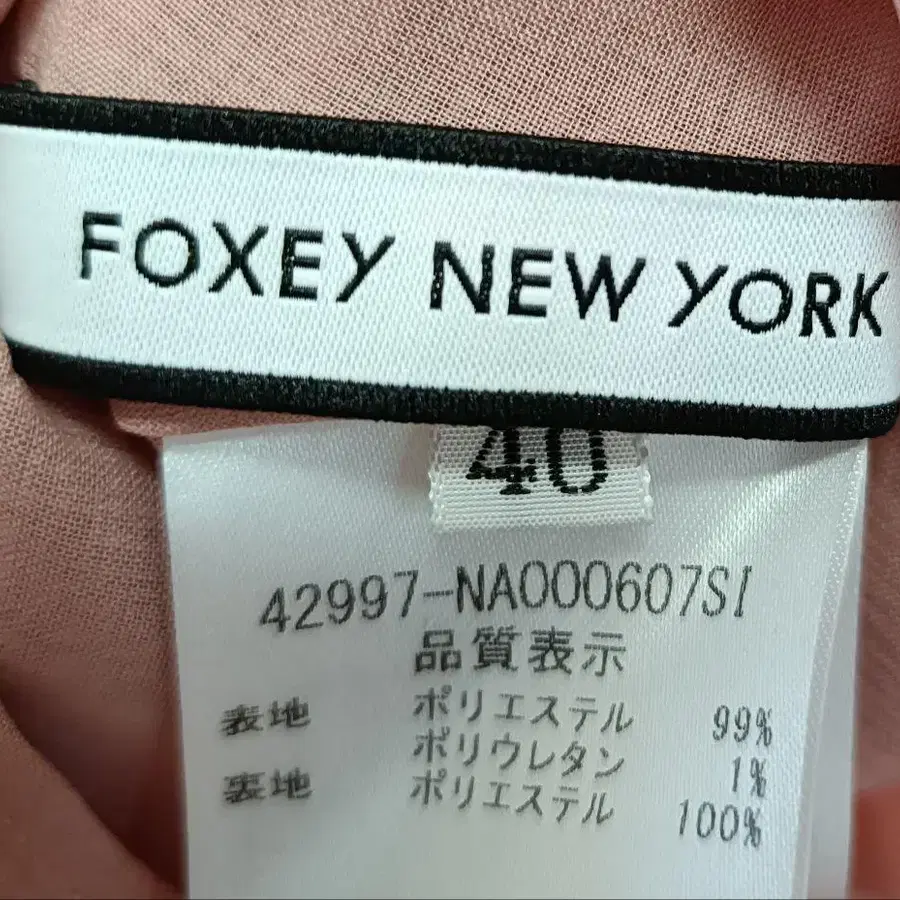 FOXEY NEW YORK
40
42997-NA000607SI
品質表示
表地 ポリエステル 99%
ポリウレタン 1%
裏地 ポリエステル 100%